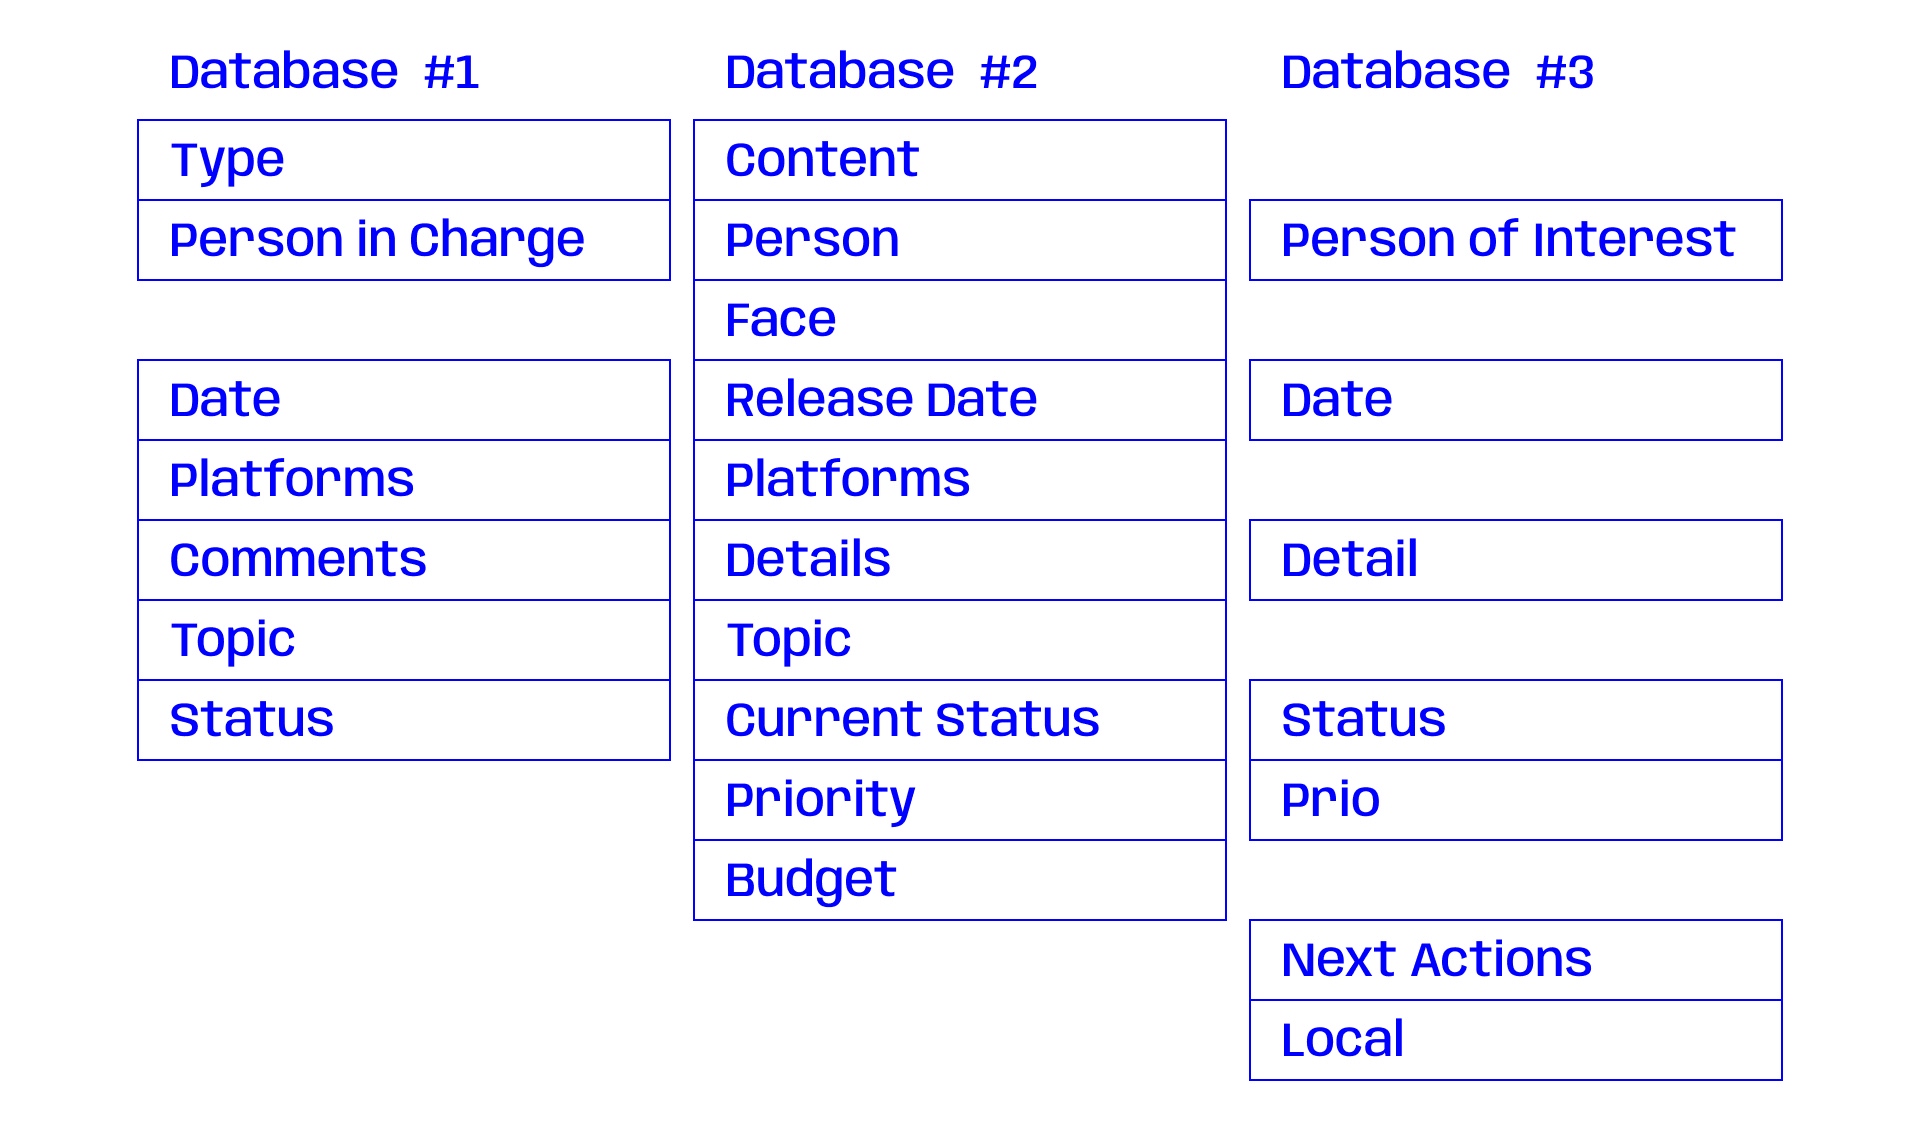 Database #1
Type
Person in Charge
Date
Platforms
Comments
Topic
Status
Database #2
Content
Person
Face
Release Date
Platforms
Details
Topic
Current Status
Priority
Budget
Database #3
Person of Interest
Date
Detail
Status
Prio
Next Actions
Local